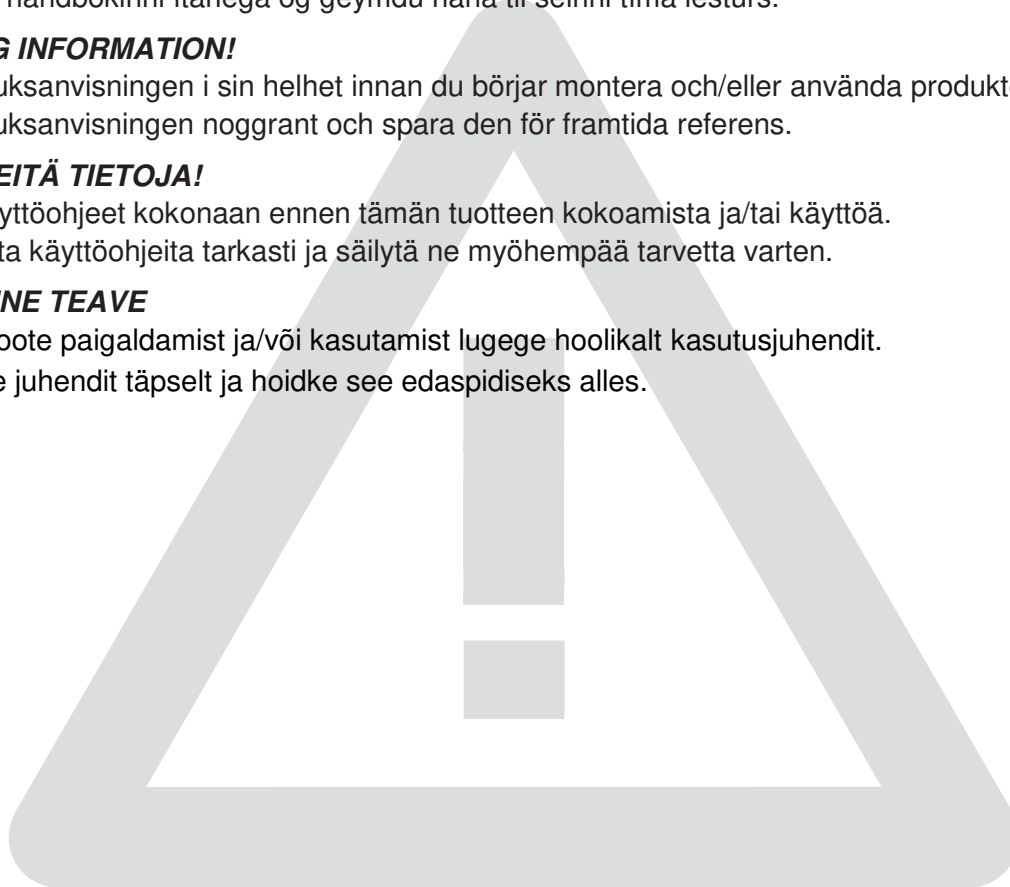 handbókinni ítarlega og geymdu hana til seinni tíma lesturs.
G INFORMATION!
uksanvisningen i sin helhet innan du börjar montera och/eller använda produkt
uksanvisningen noggrant och spara den för framtida referens.
EITÄ TIETOJA!
yttöohjeet kokonaan ennen tämän tuotteen kokoamista ja/tai käyttöä.
ta käyttöohjeita tarkasti ja säilytä ne myöhempää tarvetta varten.
NE TEAVE
oote paigaldamist ja/või kasutamist lugege hoolikalt kasutusjuhendit.
e juhendit täpselt ja hoidke see edaspidiseks alles.